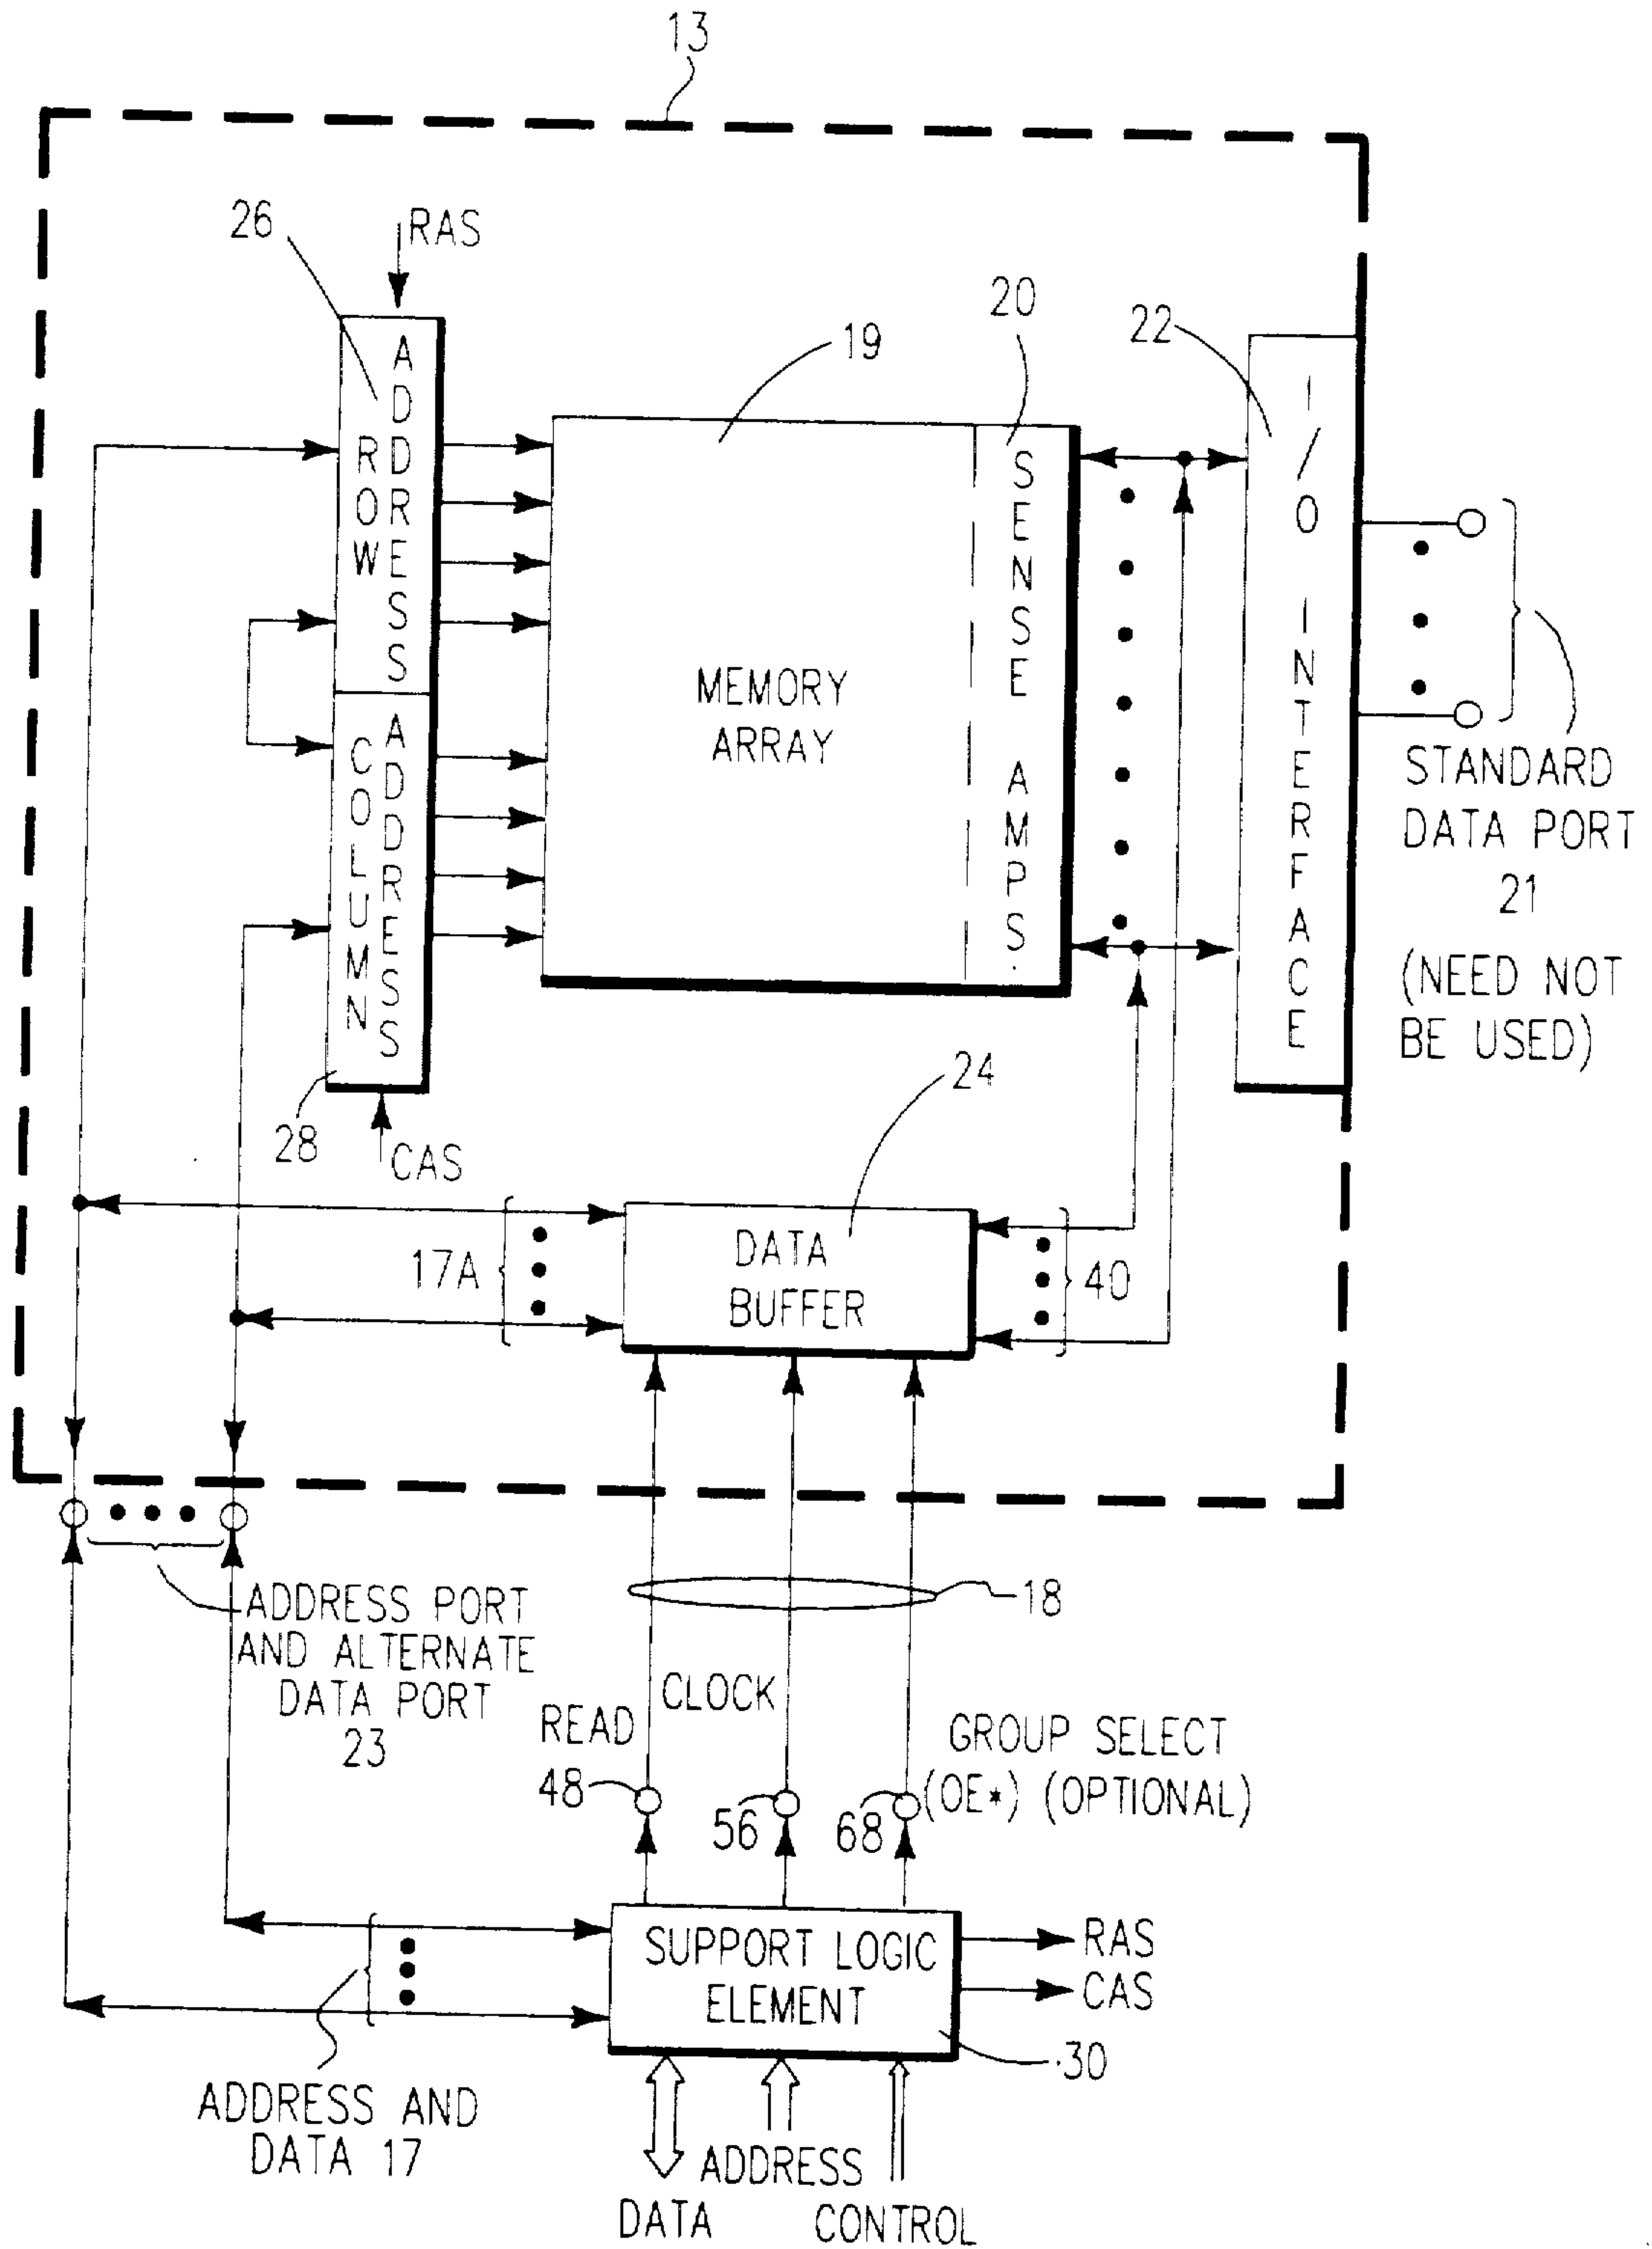 13
26
RAS
20
19
22
ROW
ADDRESS
SENSE AMPS
I/O INTERFACE
MEMORY
ARRAY
COLUMN
ADDRESS
STANDARD
DATA PORT
21
(NEED NOT
BE USED)
28
CAS
24
17A
DATA
BUFFER
40
18
ADDRESS PORT
AND ALTERNATE
DATA PORT
23
CLOCK
READ
48
56
68
GROUP SELECT
(OE*) (OPTIONAL)
SUPPORT LOGIC
ELEMENT
RAS
CAS
30
ADDRESS AND
DATA 17
ADDRESS
DATA
CONTROL